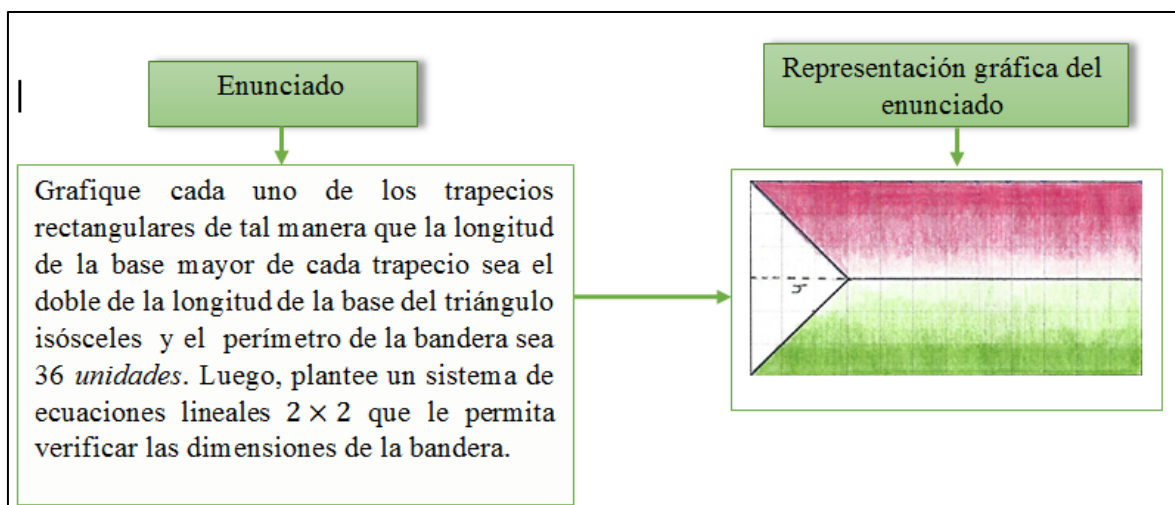 Enunciado
Representación gráfica del
enunciado
Grafique cada uno de los trapecios
rectangulares de tal manera que la longitud
de la base mayor de cada trapecio sea el
doble de la longitud de la base del triángulo
isósceles y el perímetro de la bandera sea
36 unidades. Luego, plantee un sistema de
ecuaciones lineales 2 × 2 que le permita
verificar las dimensiones de la bandera.